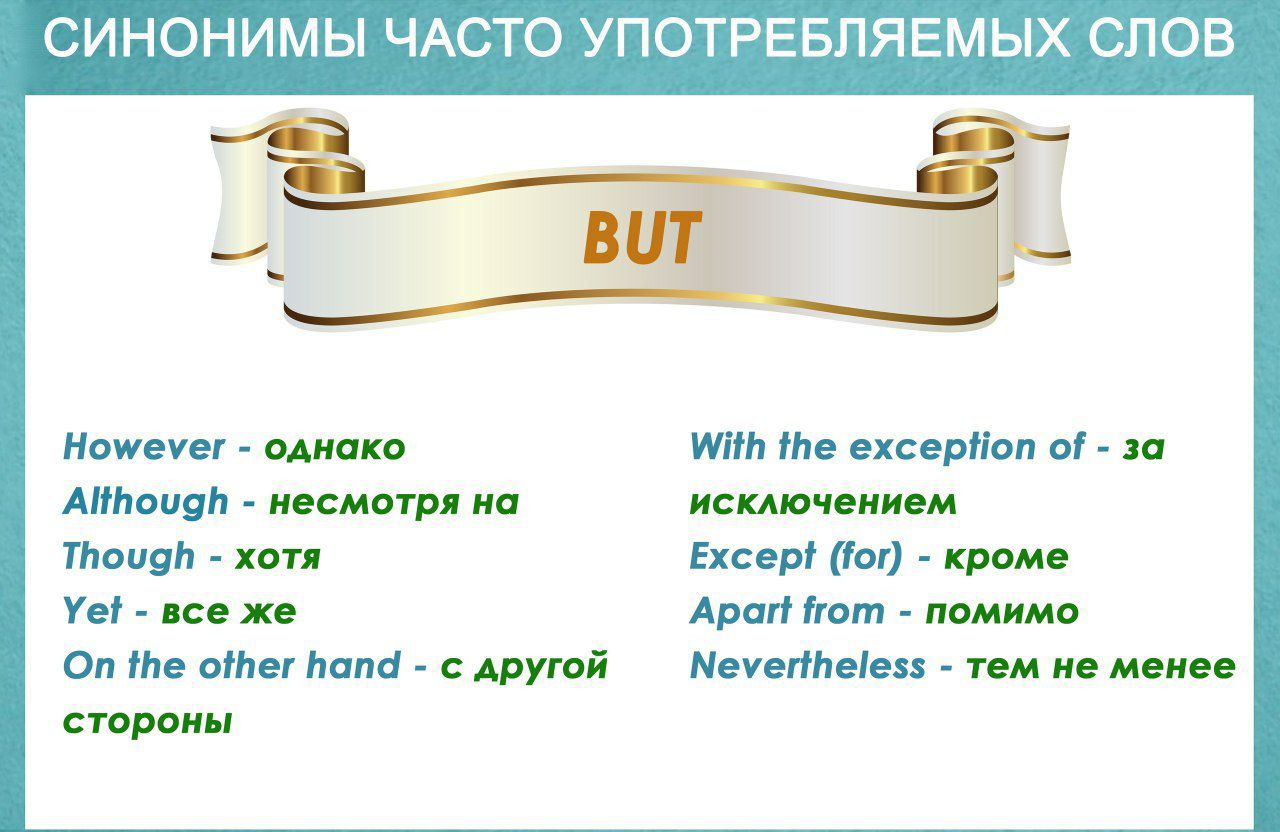 СИНОНИМЫ ЧАСТО УПОТРЕБЛЯЕМЫХ СЛОВ
BUT
However - однако
Although - несмотря на
Though - хотя
Yet - все же
On the other hand - с другой
стороны
With the exception of - за
исключением
Except (for) - кроме
Apart from - помимо
Nevertheless - тем не менее